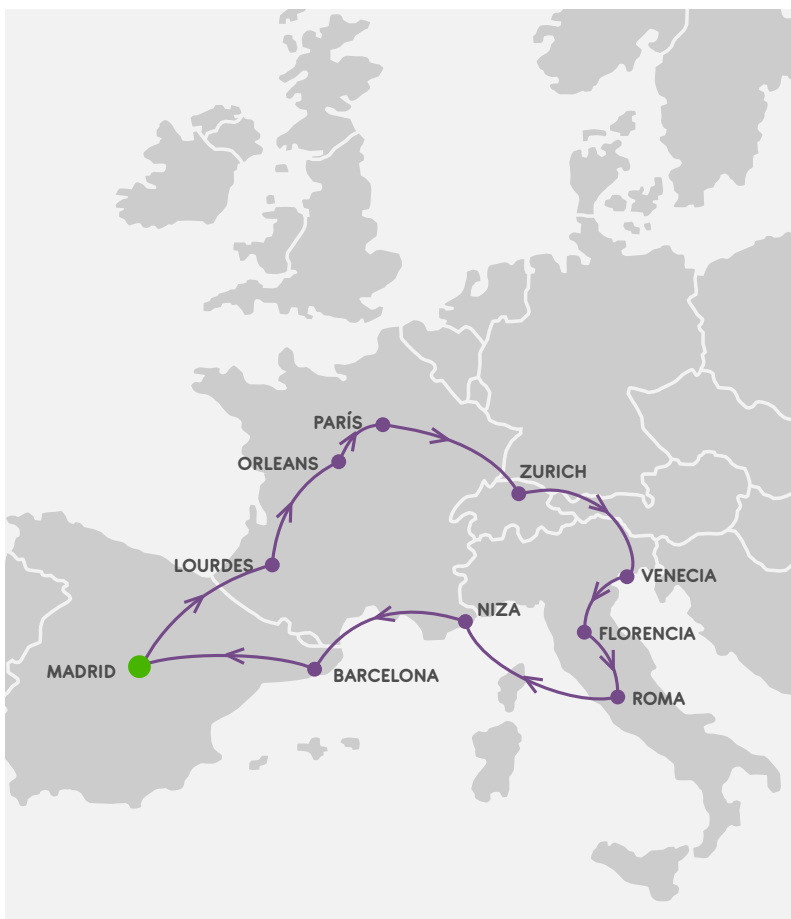 PARÍS
ORLEANS
ZURICH
LOURDES
VENECIA
NIZA
FLORENCIA
MADRID
BARCELONA
ROMA